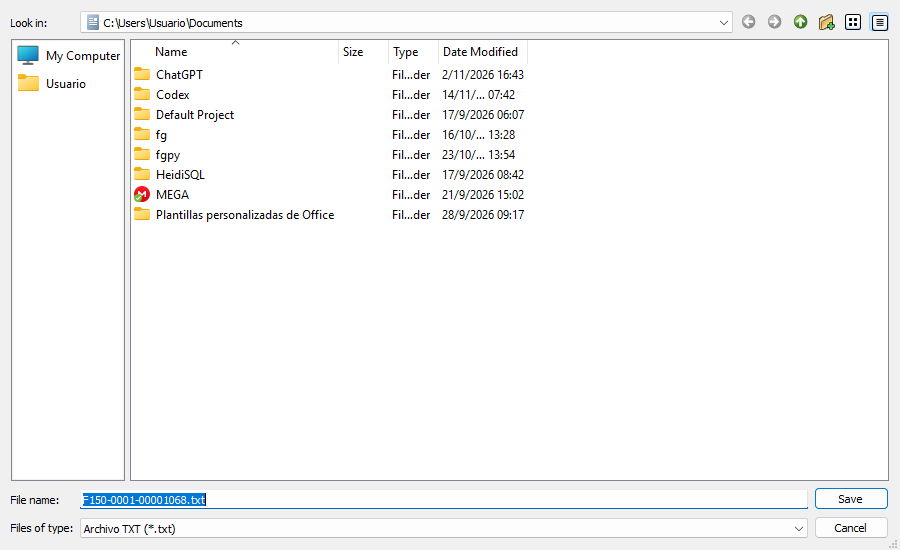 Look in: C:\Users\Usuario\Documents
My Computer
Usuario
Name Size Type Date Modified
ChatGPT Fil...der 2/11/2026 16:43
Codex Fil...der 14/11/... 07:42
Default Project Fil...der 17/9/2026 06:07
fg Fil...der 16/10/... 13:28
fgpy Fil...der 23/10/... 13:54
HeidiSQL Fil...der 17/9/2026 08:42
MEGA Fil...der 21/9/2026 15:02
Plantillas personalizadas de Office Fil...der 28/9/2026 09:17
File name: F150-0001-00001068.txt Save
Files of type: Archivo TXT (*.txt) Cancel